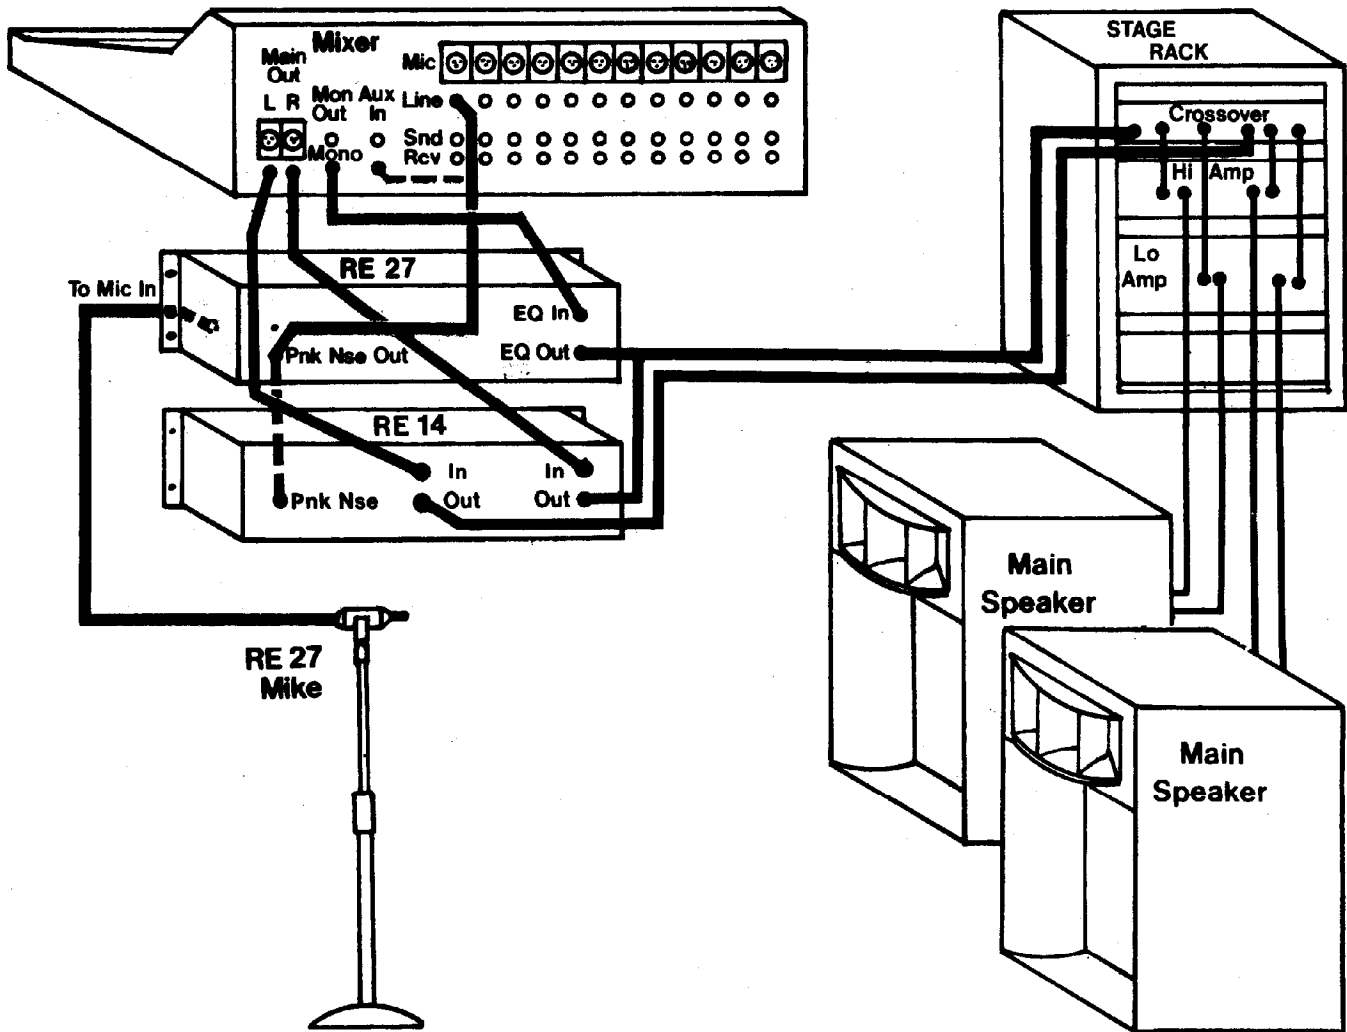 Mixer
Main
Out
L R
Mon
Out
Aux
In
Mono
Mic
Line
Snd
Rcv
STAGE
RACK
Crossover
Hi Amp
Lo
Amp
RE 27
To Mic In
EQ In
Pnk Nse Out
EQ Out
RE 14
In
In
Pnk Nse
Out
Out
Main
Speaker
RE 27
Mike
Main
Speaker